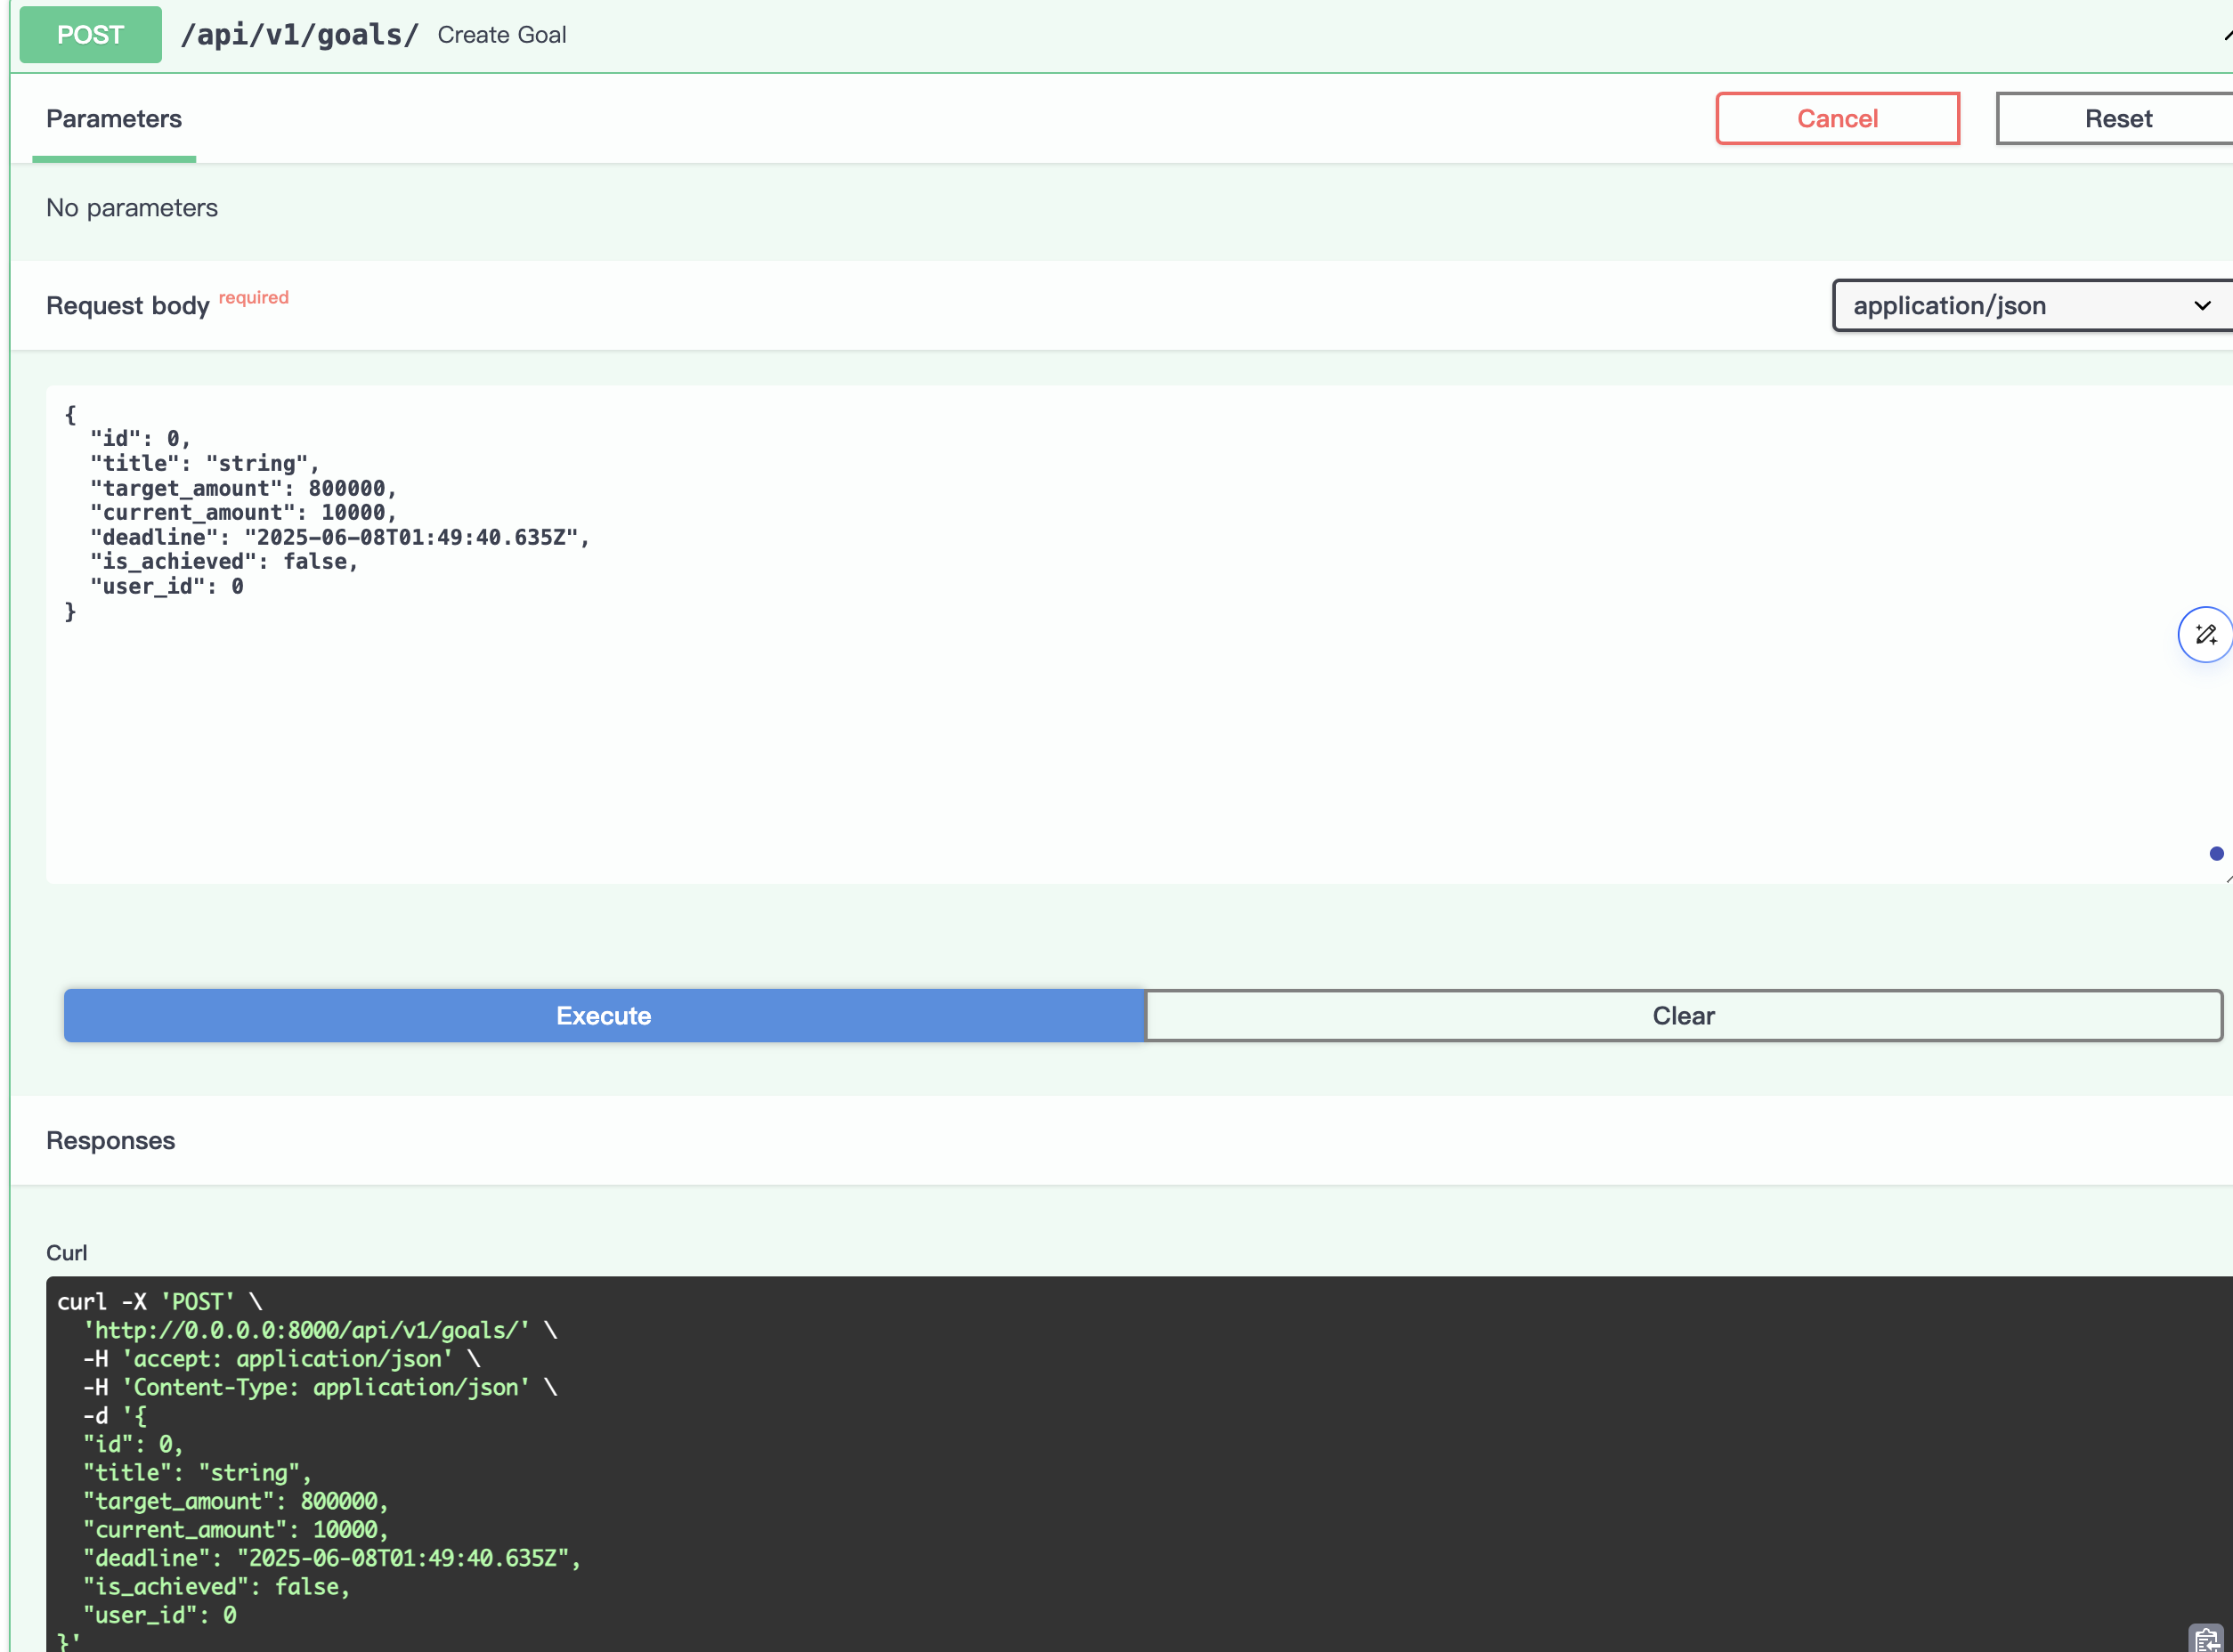 POST /api/v1/goals/ Create Goal
Parameters
Cancel
Reset
No parameters
Request body required
application/json
{
  "id": 0,
  "title": "string",
  "target_amount": 800000,
  "current_amount": 10000,
  "deadline": "2025-06-08T01:49:40.635Z",
  "is_achieved": false,
  "user_id": 0
}
Execute
Clear
Responses
Curl
curl -X 'POST' \
  'http://0.0.0.0:8000/api/v1/goals/' \
  -H 'accept: application/json' \
  -H 'Content-Type: application/json' \
  -d '{
  "id": 0,
  "title": "string",
  "target_amount": 800000,
  "current_amount": 10000,
  "deadline": "2025-06-08T01:49:40.635Z",
  "is_achieved": false,
  "user_id": 0
}'